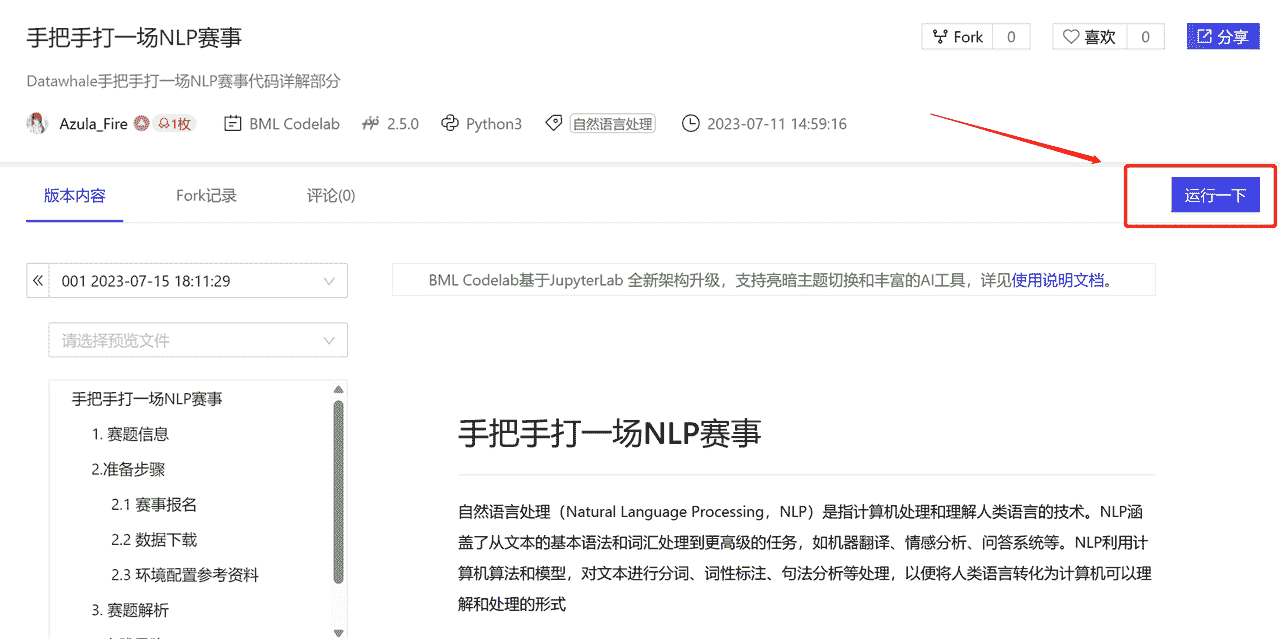 手把手打一场NLP赛事
Fork 0 喜欢 0 分享
Datawhale手把手打一场NLP赛事代码详解部分
Azula_Fire 1枚 BML Codelab 2.5.0 Python3 自然语言处理 2023-07-11 14:59:16
版本内容 Fork记录 评论(0) 运行一下
001 2023-07-15 18:11:29
BML Codelab基于JupyterLab 全新架构升级，支持亮暗主题切换和丰富的AI工具，详见使用说明文档。
请选择预览文件
手把手打一场NLP赛事
1. 赛题信息
2.准备步骤
2.1 赛事报名
2.2 数据下载
2.3 环境配置参考资料
3. 赛题解析
手把手打一场NLP赛事
自然语言处理（Natural Language Processing，NLP）是指计算机处理和理解人类语言的技术。NLP涵
盖了从文本的基本语法和词汇处理到更高级的任务，如机器翻译、情感分析、问答系统等。NLP利用计
算机算法和模型，对文本进行分词、词性标注、句法分析等处理，以便将人类语言转化为计算机可以理
解和处理的形式